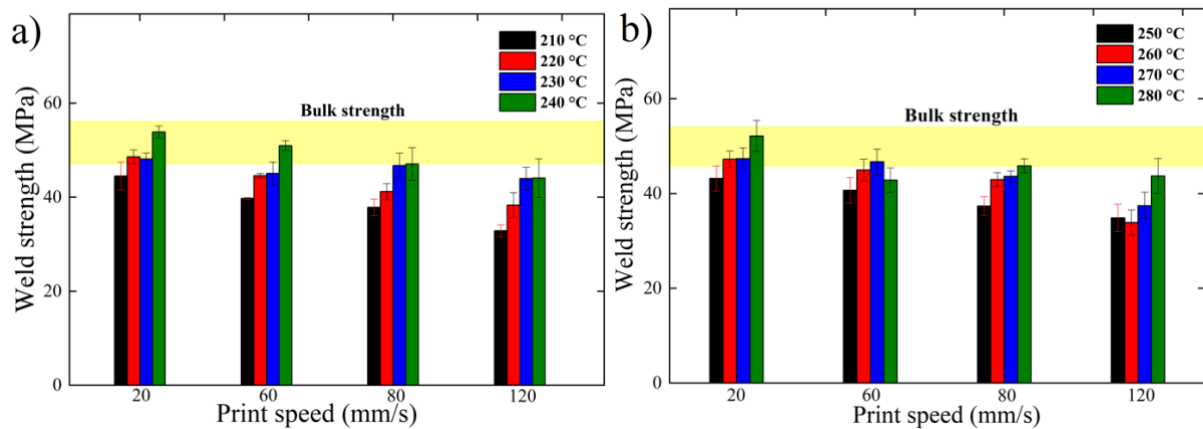 a)
210 °C
220 °C
230 °C
240 °C
Bulk strength
Weld strength (MPa)
60
40
20
0
20 60 80 120
Print speed (mm/s)
b)
250 °C
260 °C
270 °C
280 °C
Bulk strength
Weld strength (MPa)
60
40
20
0
20 60 80 120
Print speed (mm/s)